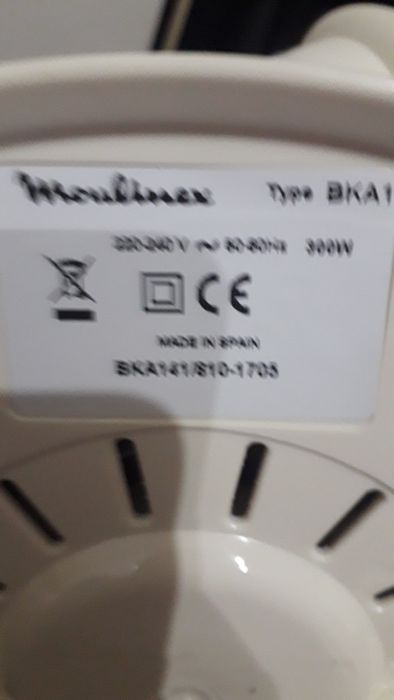 Moulinex Type BKA1
220-240 V ~ 50-60Hz 300W
CE
MADE IN SPAIN
BKA141/810-1705